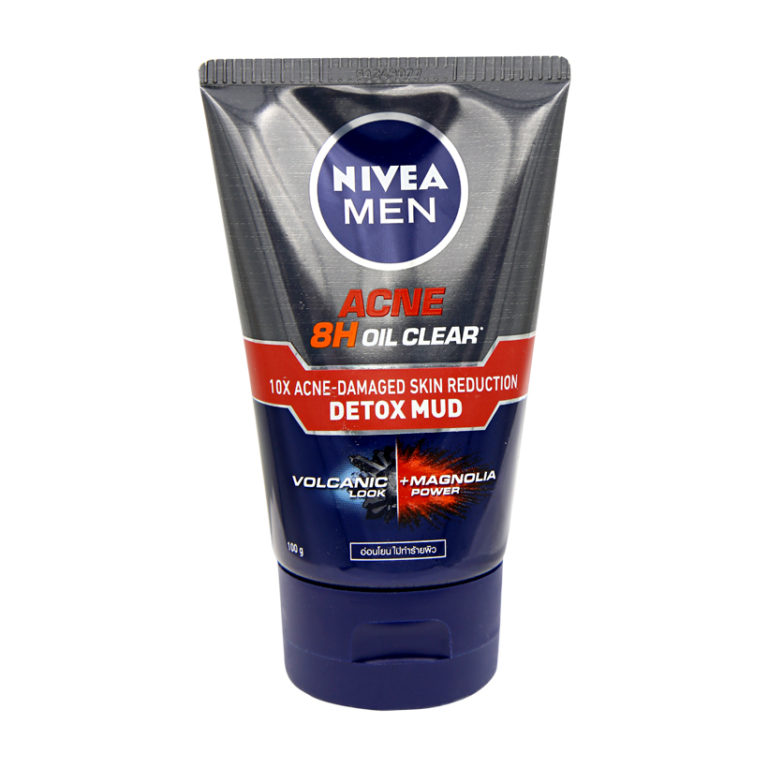 NIVEA
MEN
ACNE
8H OIL CLEAR*
10X ACNE-DAMAGED SKIN REDUCTION
DETOX MUD
VOLCANIC
LOOK
+MAGNOLIA
POWER
100 g
อ่อนโยน ไม่ทำร้ายผิว